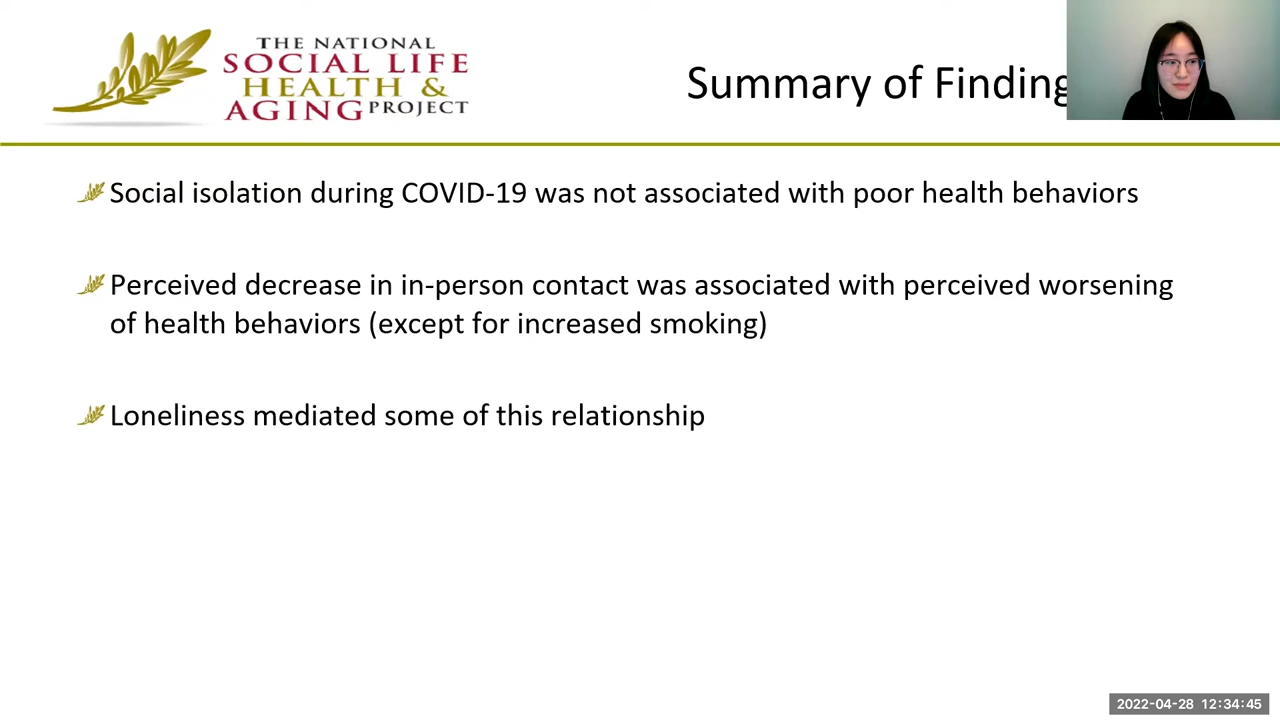 THE NATIONAL
SOCIAL LIFE
HEALTH &
AGING PROJECT
Summary of Finding
Social isolation during COVID-19 was not associated with poor health behaviors
Perceived decrease in in-person contact was associated with perceived worsening
of health behaviors (except for increased smoking)
Loneliness mediated some of this relationship
2022-04-28 12:34:45